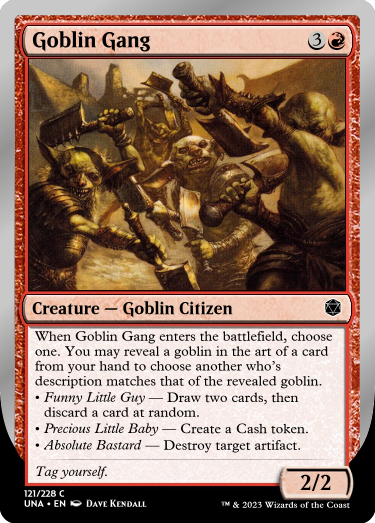 Goblin Gang 3
Creature — Goblin Citizen
When Goblin Gang enters the battlefield, choose
one. You may reveal a goblin in the art of a card
from your hand to choose another who's
description matches that of the revealed goblin.
• Funny Little Guy — Draw two cards, then
discard a card at random.
• Precious Little Baby — Create a Cash token.
• Absolute Bastard — Destroy target artifact.
Tag yourself.
2/2
121/228 C
UNA • EN DAVE KENDALL
™ & 2023 Wizards of the Coast